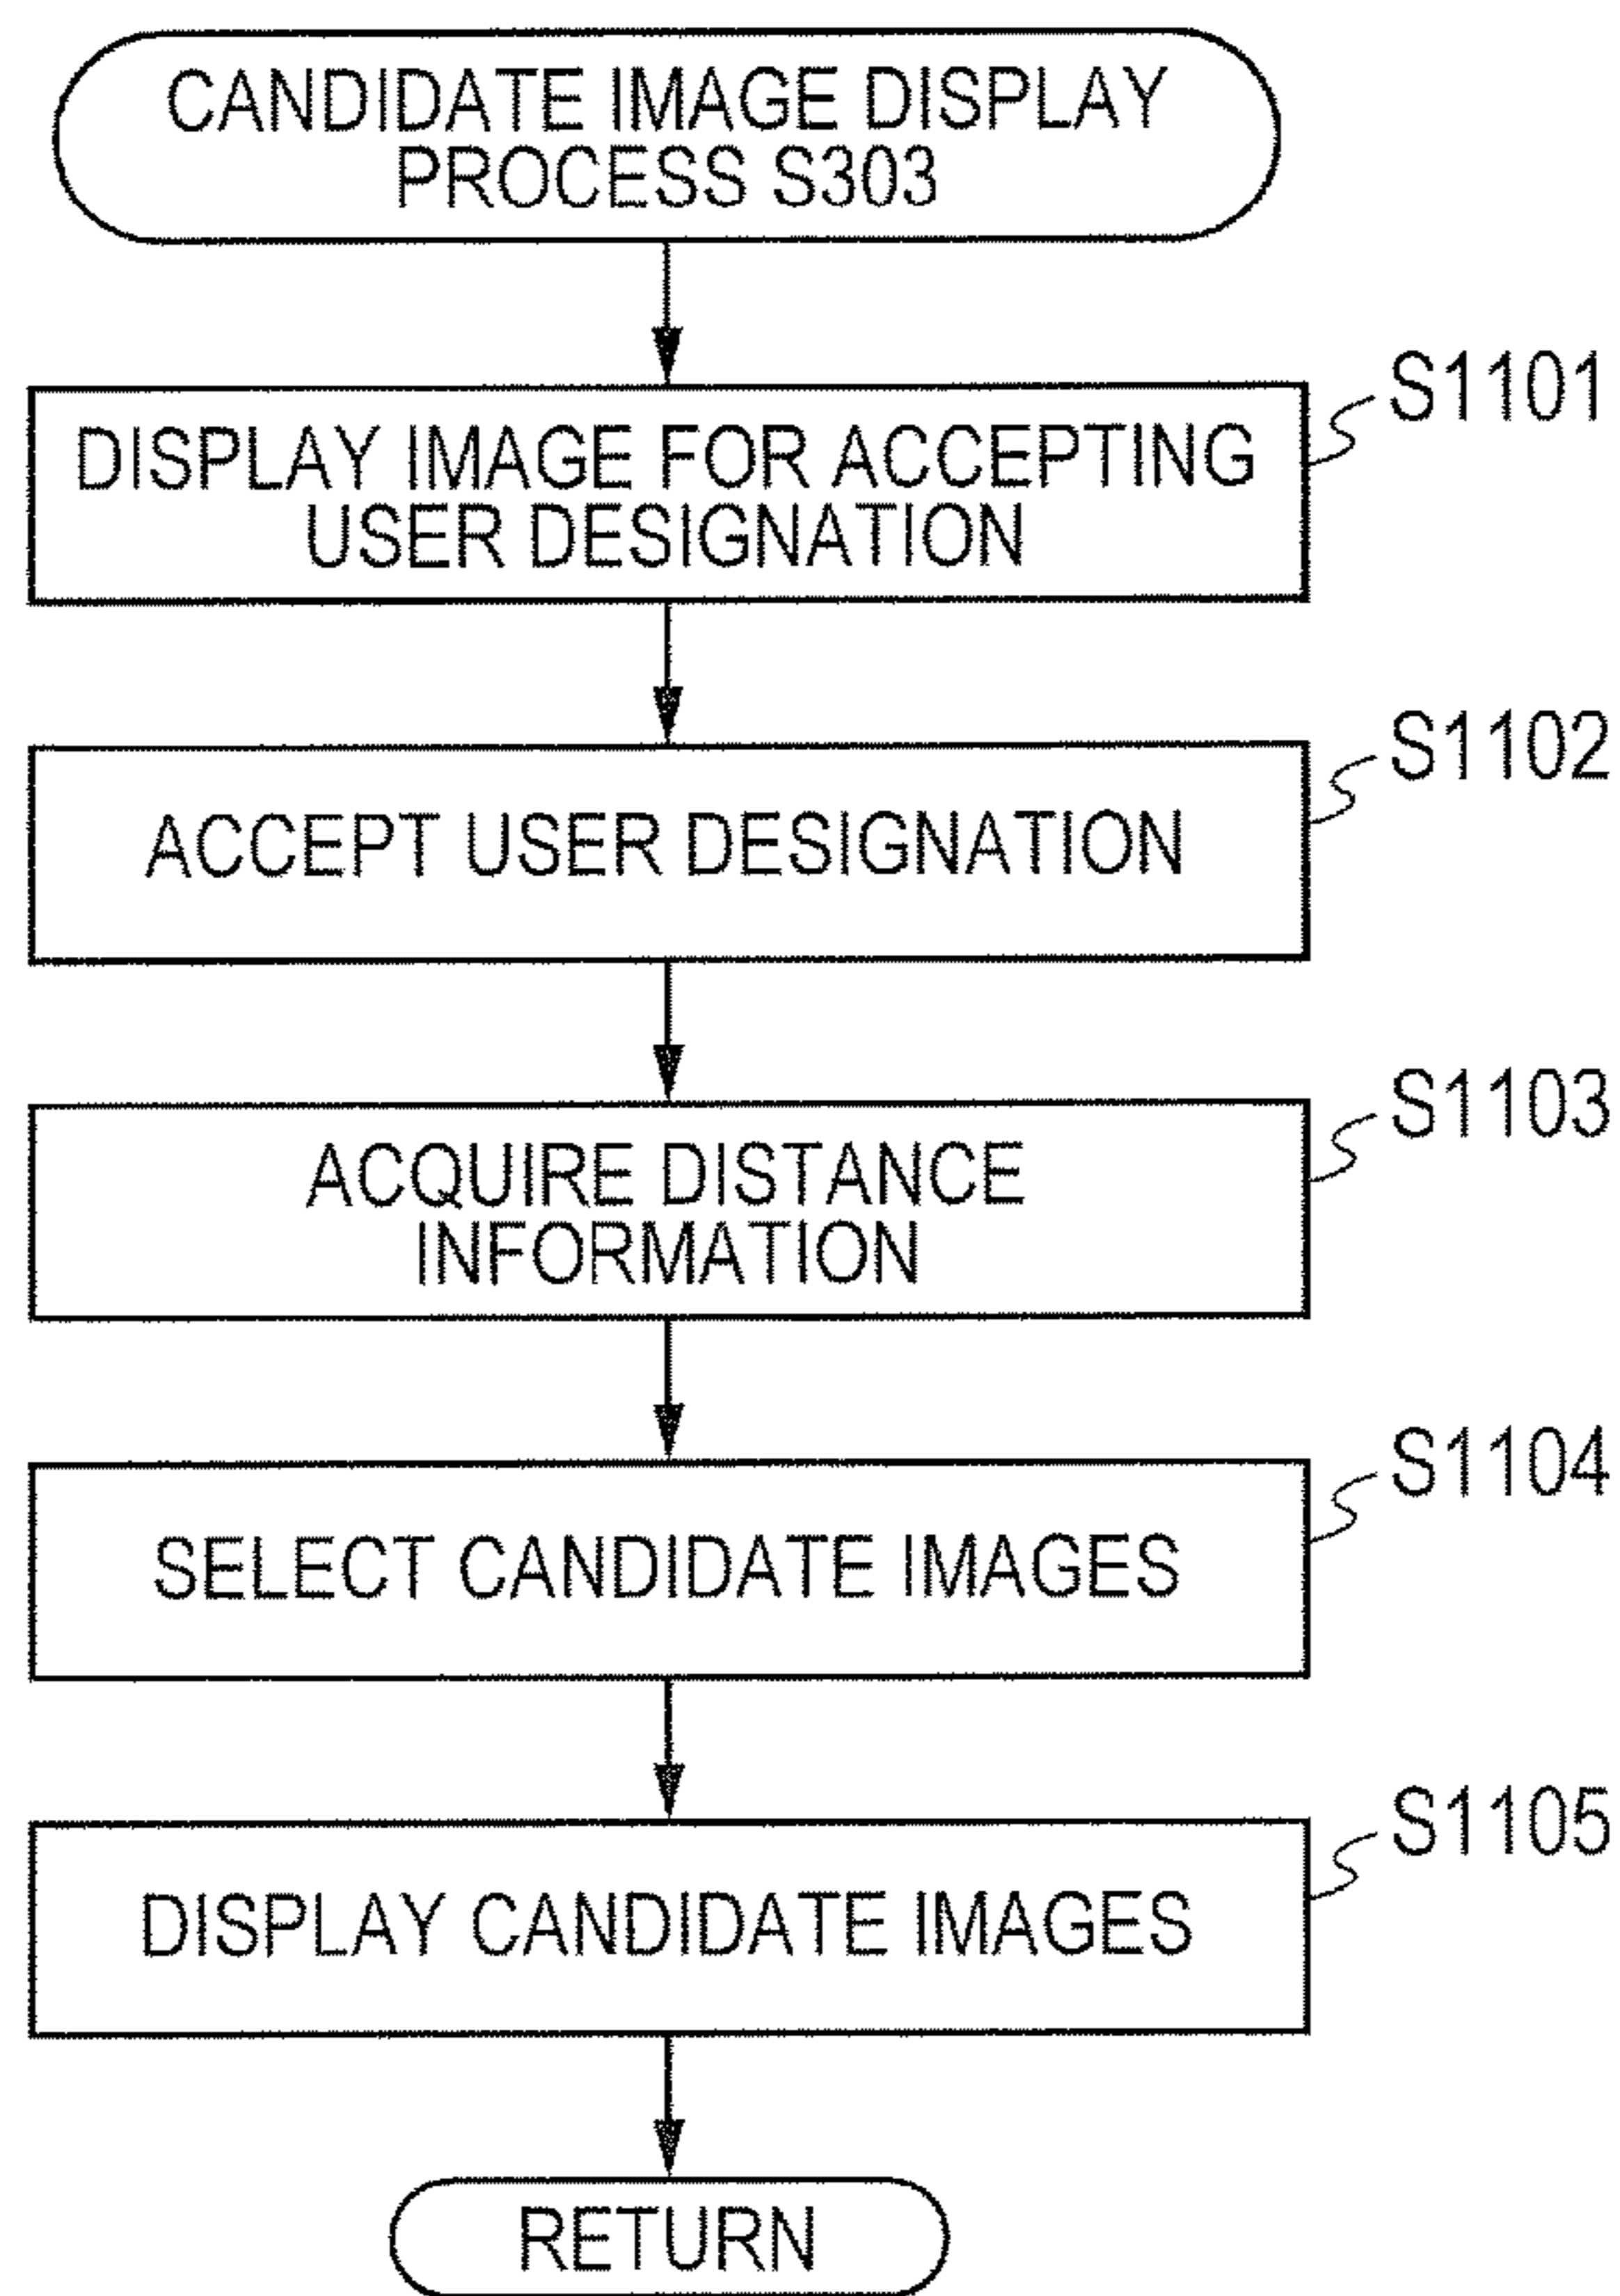 CANDIDATE IMAGE DISPLAY
PROCESS S303
S1101
DISPLAY IMAGE FOR ACCEPTING
USER DESIGNATION
S1102
ACCEPT USER DESIGNATION
S1103
ACQUIRE DISTANCE
INFORMATION
S1104
SELECT CANDIDATE IMAGES
S1105
DISPLAY CANDIDATE IMAGES
RETURN